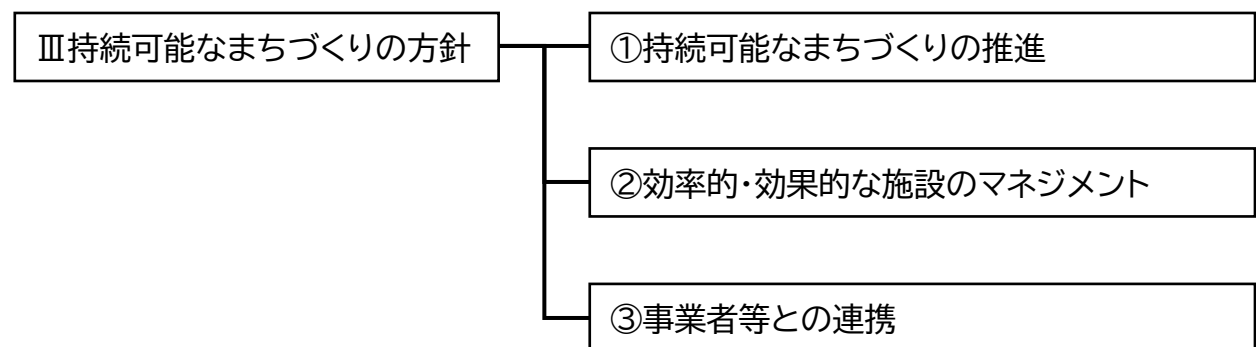 Ⅲ持続可能なまちづくりの方針
①持続可能なまちづくりの推進
②効率的・効果的な施設のマネジメント
③事業者等との連携